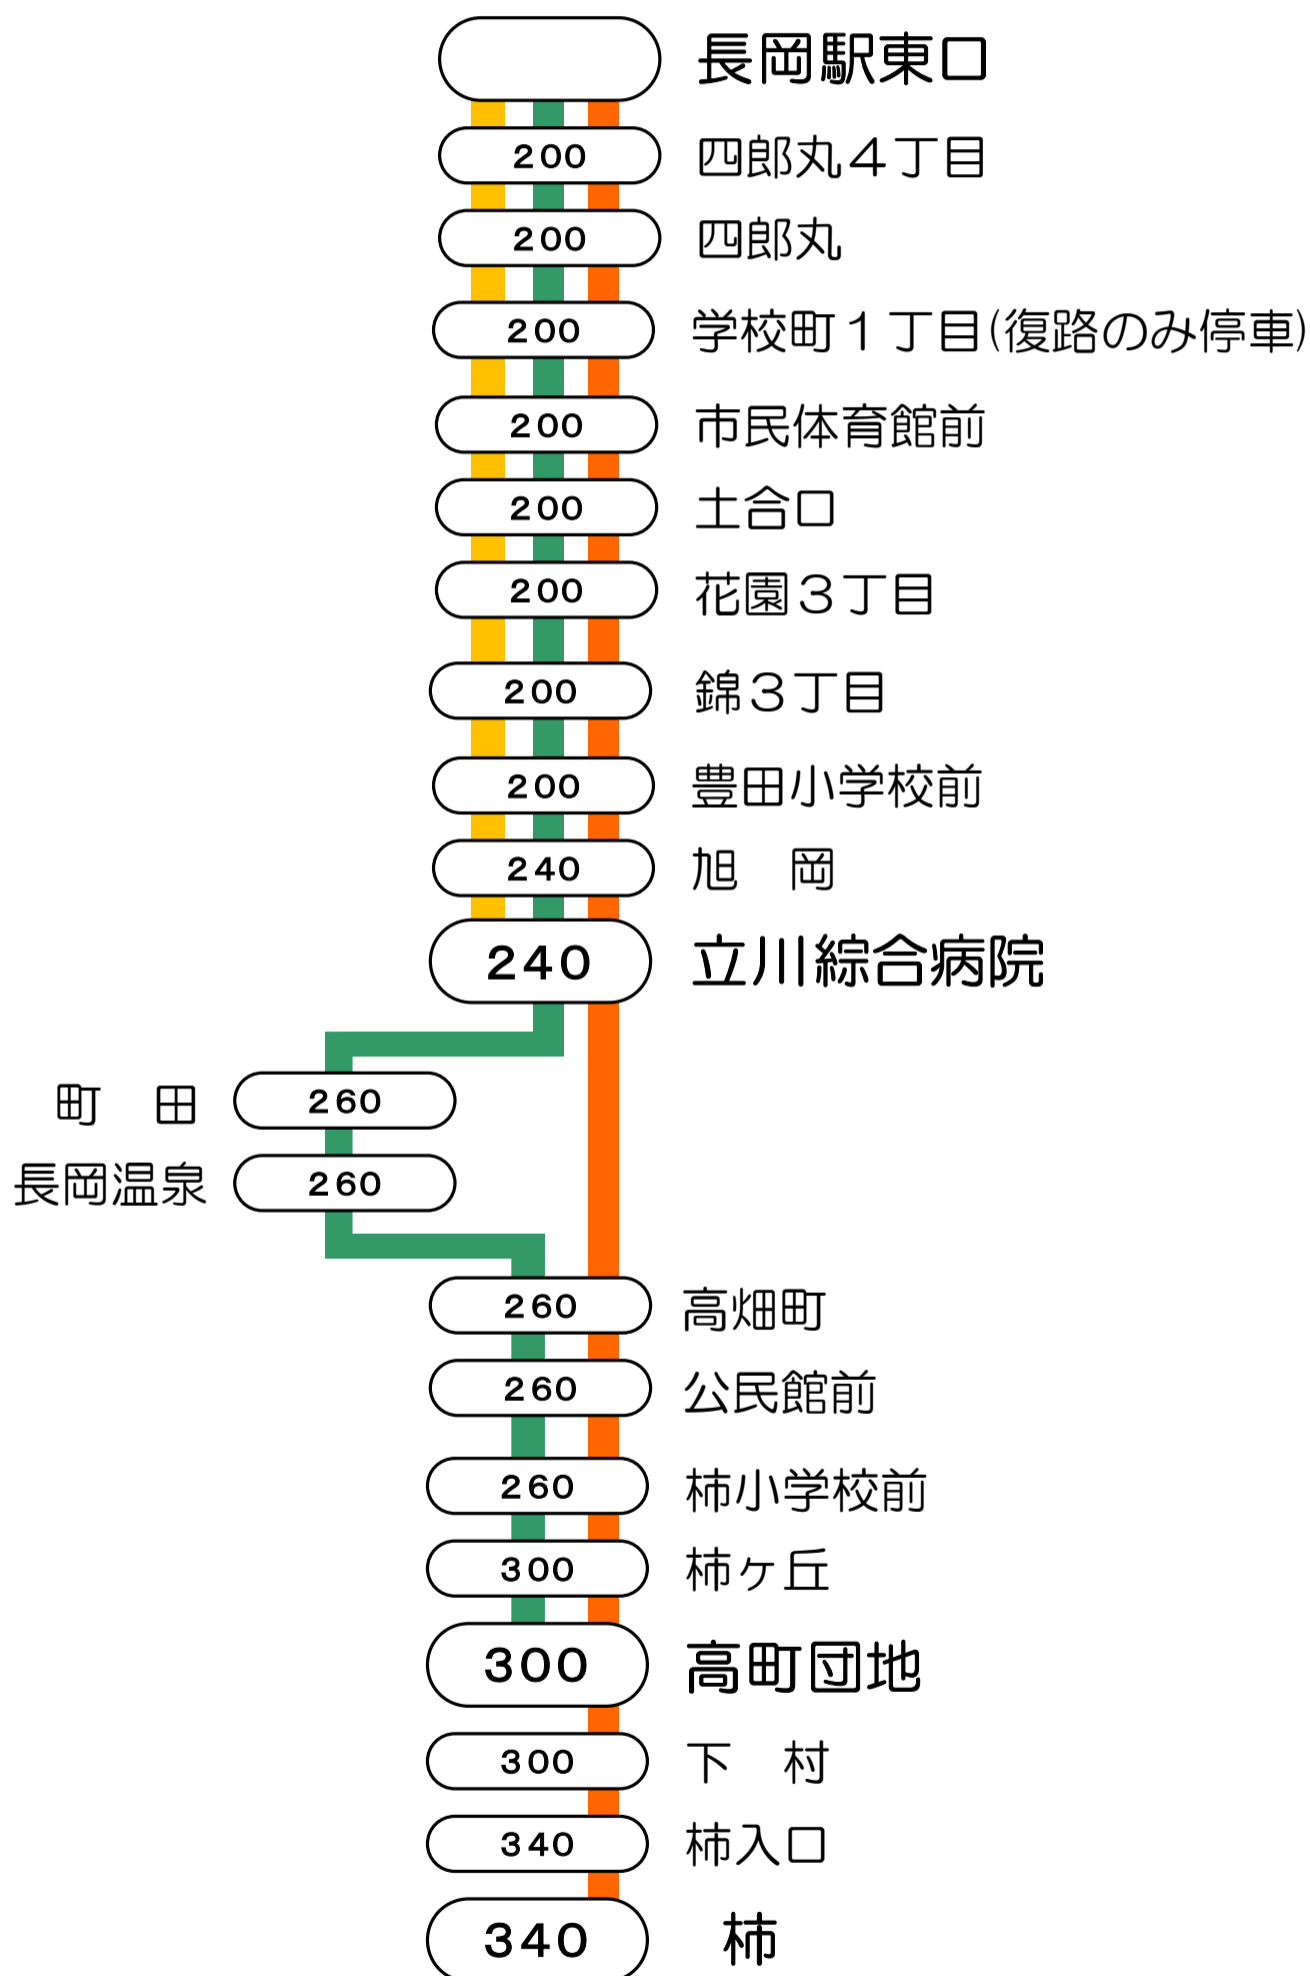 長岡駅東口
200 四郎丸４丁目
200 四郎丸
200 学校町１丁目(復路のみ停車)
200 市民体育館前
200 土合口
200 花園３丁目
200 錦３丁目
200 豊田小学校前
240 旭　岡
240 立川綜合病院
町　田 260
長岡温泉 260
260 高畑町
260 公民館前
260 柿小学校前
300 柿ヶ丘
300 高町団地
300 下　村
340 柿入口
340 柿